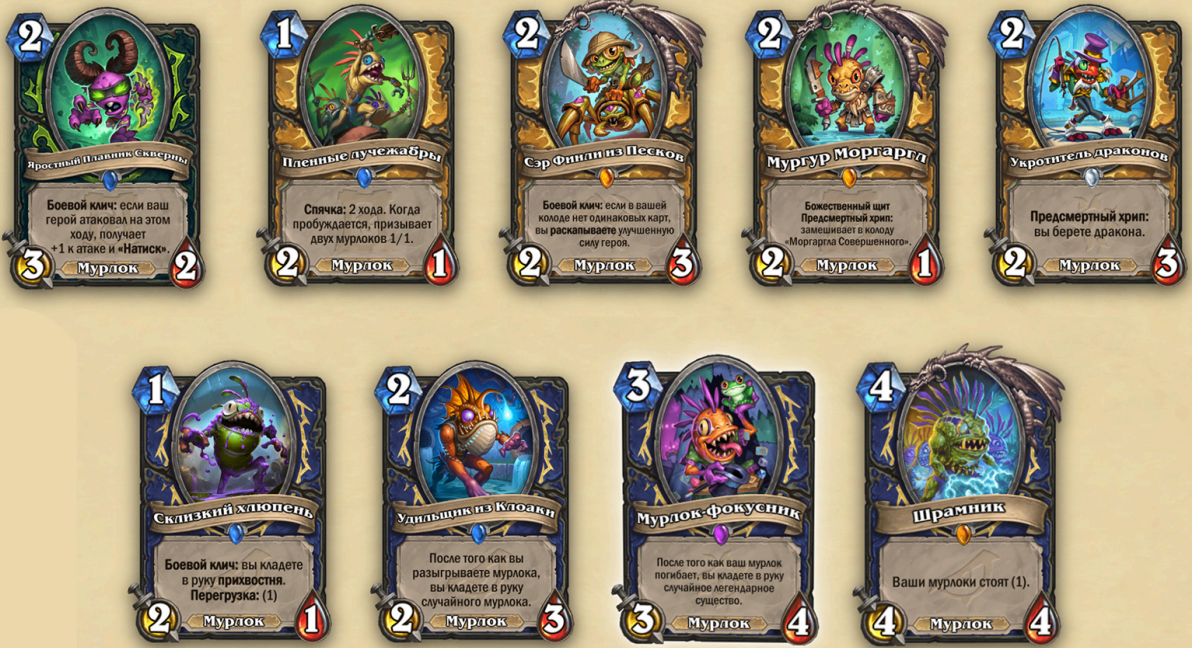 2
Яростный Плавник Скверны
Боевой клич: если ваш
герой атаковал на этом
ходу, получает
+1 к атаке и «Натиск».
3
Мурлок
2
1
Пленные лучежабры
Спячка: 2 хода. Когда
пробуждается, призывает
двух мурлоков 1/1.
2
Мурлок
1
2
Сэр Финли из Песков
Боевой клич: если в вашей
колоде нет одинаковых карт,
вы раскапываете улучшенную
силу героя.
2
Мурлок
3
2
Мургур Моргаргл
Божественный щит
Предсмертный хрип:
замешивает в колоду
«Моргаргла Совершенного».
2
Мурлок
1
2
Укротитель драконов
Предсмертный хрип:
вы берете дракона.
2
Мурлок
3
1
Склизкий хлюпень
Боевой клич: вы кладете
в руку прихвостня.
Перегрузка: (1)
2
Мурлок
1
2
Удильщик из Клоаки
После того как вы
разыгрываете мурлока,
вы кладете в руку
случайного мурлока.
2
Мурлок
3
3
Мурлок-фокусник
После того как ваш мурлок
погибает, вы кладете в руку
случайное легендарное
существо.
3
Мурлок
4
4
Шрамник
Ваши мурлоки стоят (1).
4
Мурлок
4